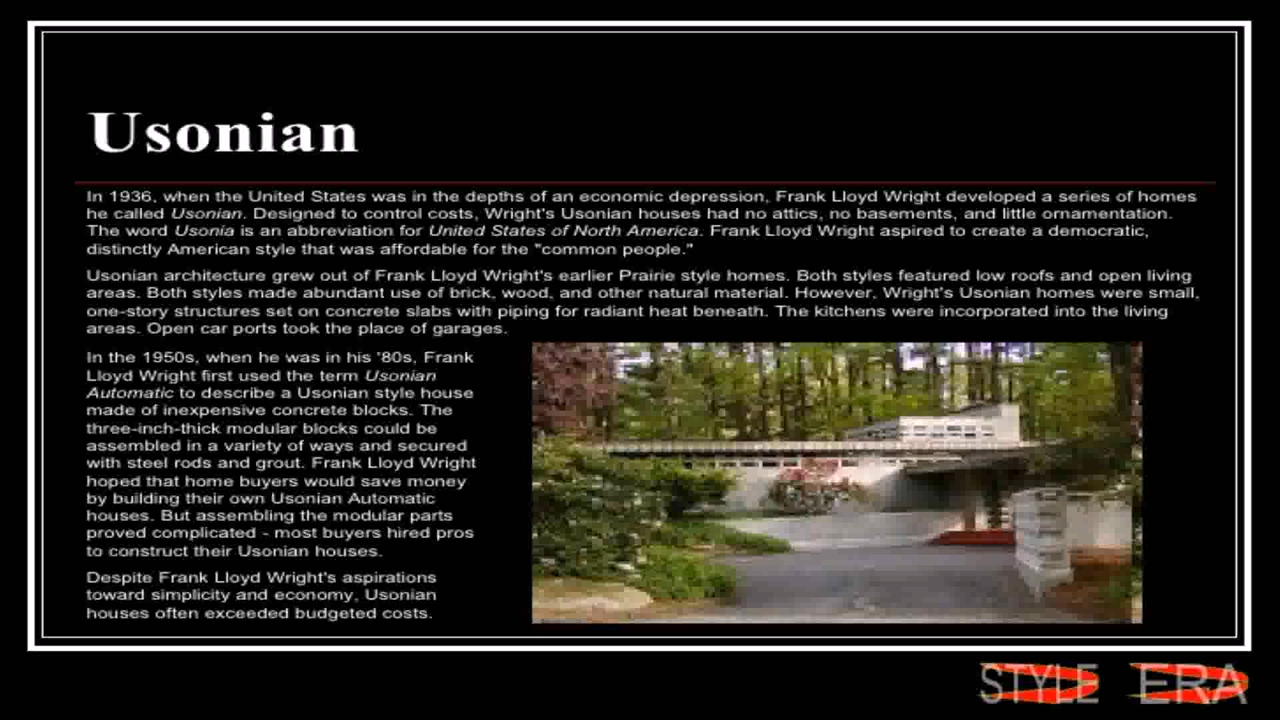 Usonian
In 1936, when the United States was in the depths of an economic depression, Frank Lloyd Wright developed a series of homes
he called Usonian. Designed to control costs, Wright's Usonian houses had no attics, no basements, and little ornamentation.
The word Usonia is an abbreviation for United States of North America. Frank Lloyd Wright aspired to create a democratic,
distinctly American style that was affordable for the "common people."
Usonian architecture grew out of Frank Lloyd Wright's earlier Prairie style homes. Both styles featured low roofs and open living
areas. Both styles made abundant use of brick, wood, and other natural material. However, Wright's Usonian homes were small,
one-story structures set on concrete slabs with piping for radiant heat beneath. The kitchens were incorporated into the living
areas. Open car ports took the place of garages.
In the 1950s, when he was in his '80s, Frank
Lloyd Wright first used the term Usonian
Automatic to describe a Usonian style house
made of inexpensive concrete blocks. The
three-inch-thick modular blocks could be
assembled in a variety of ways and secured
with steel rods and grout. Frank Lloyd Wright
hoped that home buyers would save money
by building their own Usonian Automatic
houses. But assembling the modular parts
proved complicated - most buyers hired pros
to construct their Usonian houses.
Despite Frank Lloyd Wright's aspirations
toward simplicity and economy, Usonian
houses often exceeded budgeted costs.
STYLE ERA